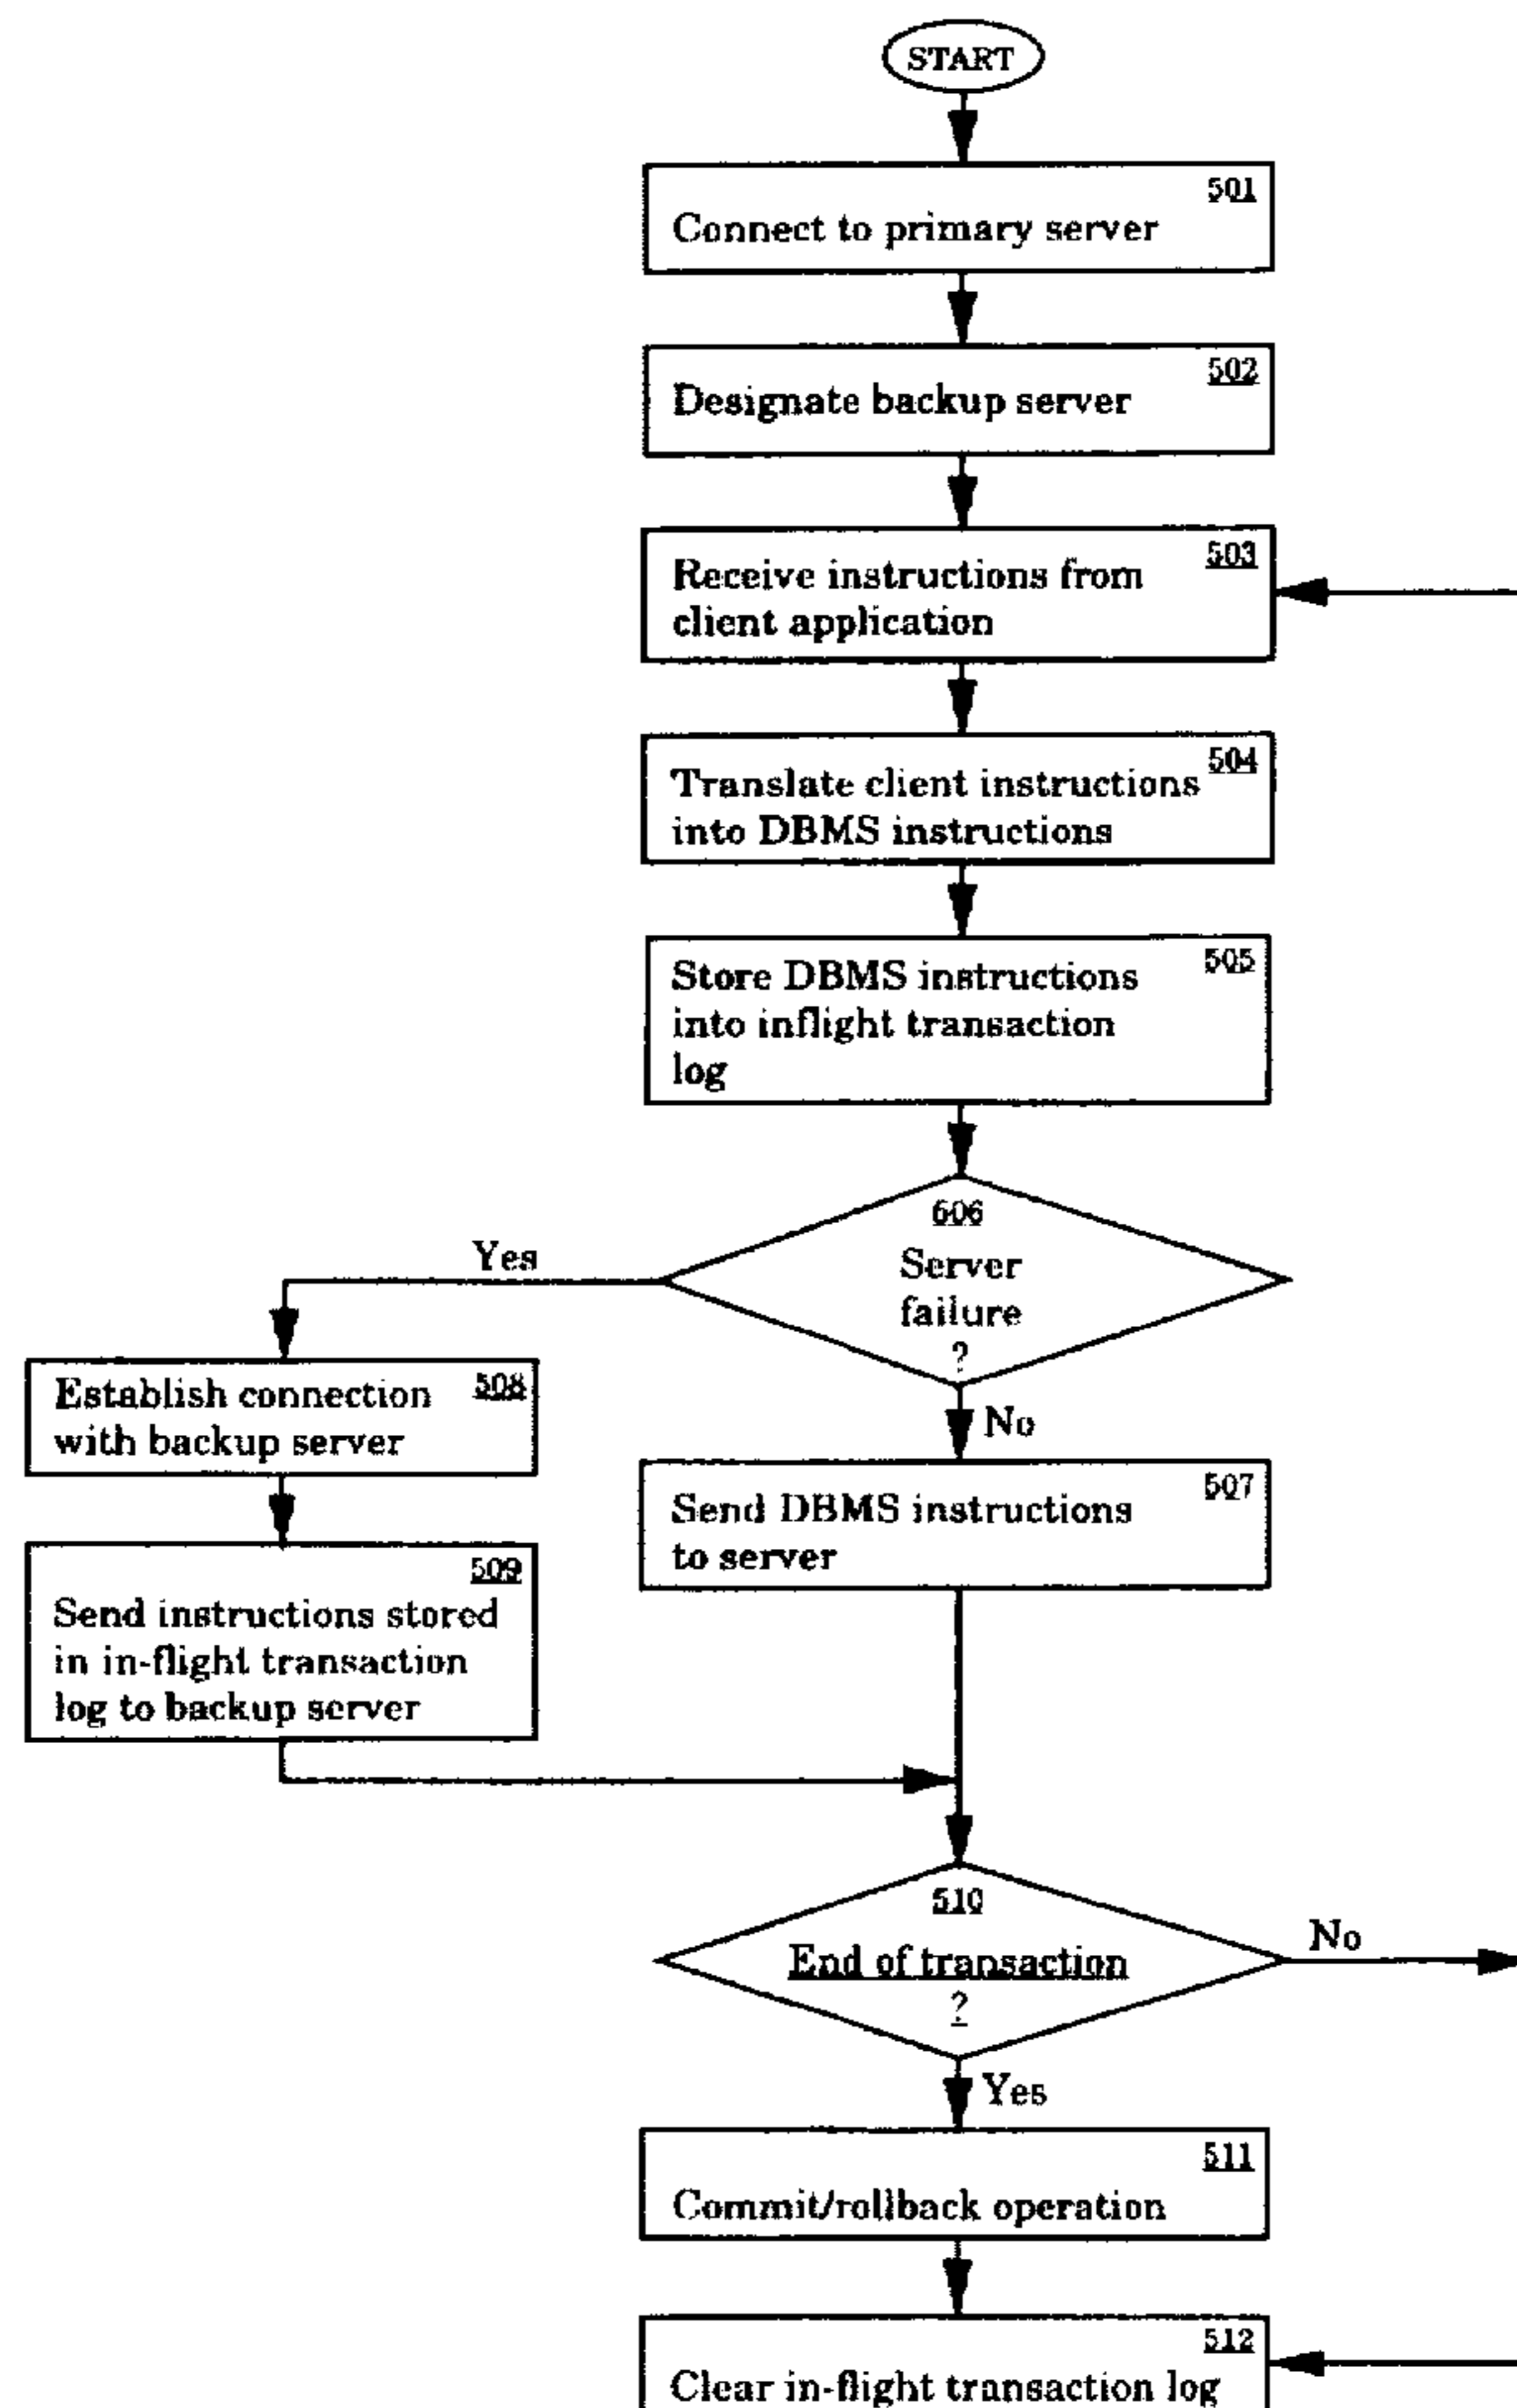 START
501
Connect to primary server
502
Designate backup server
503
Receive instructions from
client application
504
Translate client instructions
into DBMS instructions
505
Store DBMS instructions
into inflight transaction
log
506
Server
failure
?
Yes
No
508
Establish connection
with backup server
507
Send DBMS instructions
to server
509
Send instructions stored
in in-flight transaction
log to backup server
510
End of transaction
?
No
Yes
511
Commit/rollback operation
512
Clear in-flight transaction log